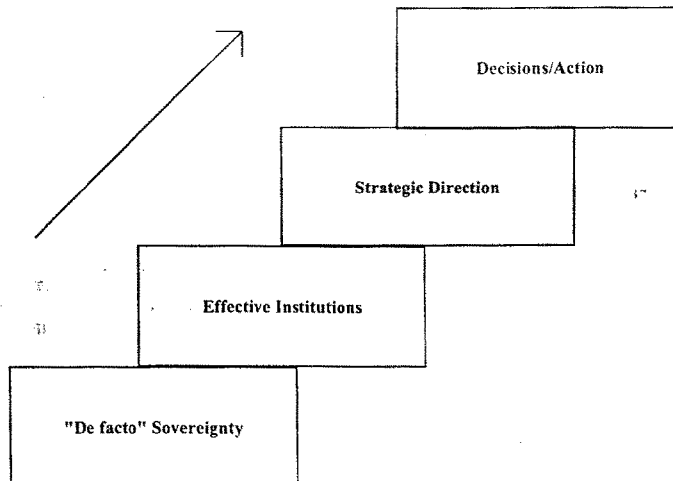 Decisions/Action
Strategic Direction
Effective Institutions
"De facto" Sovereignty